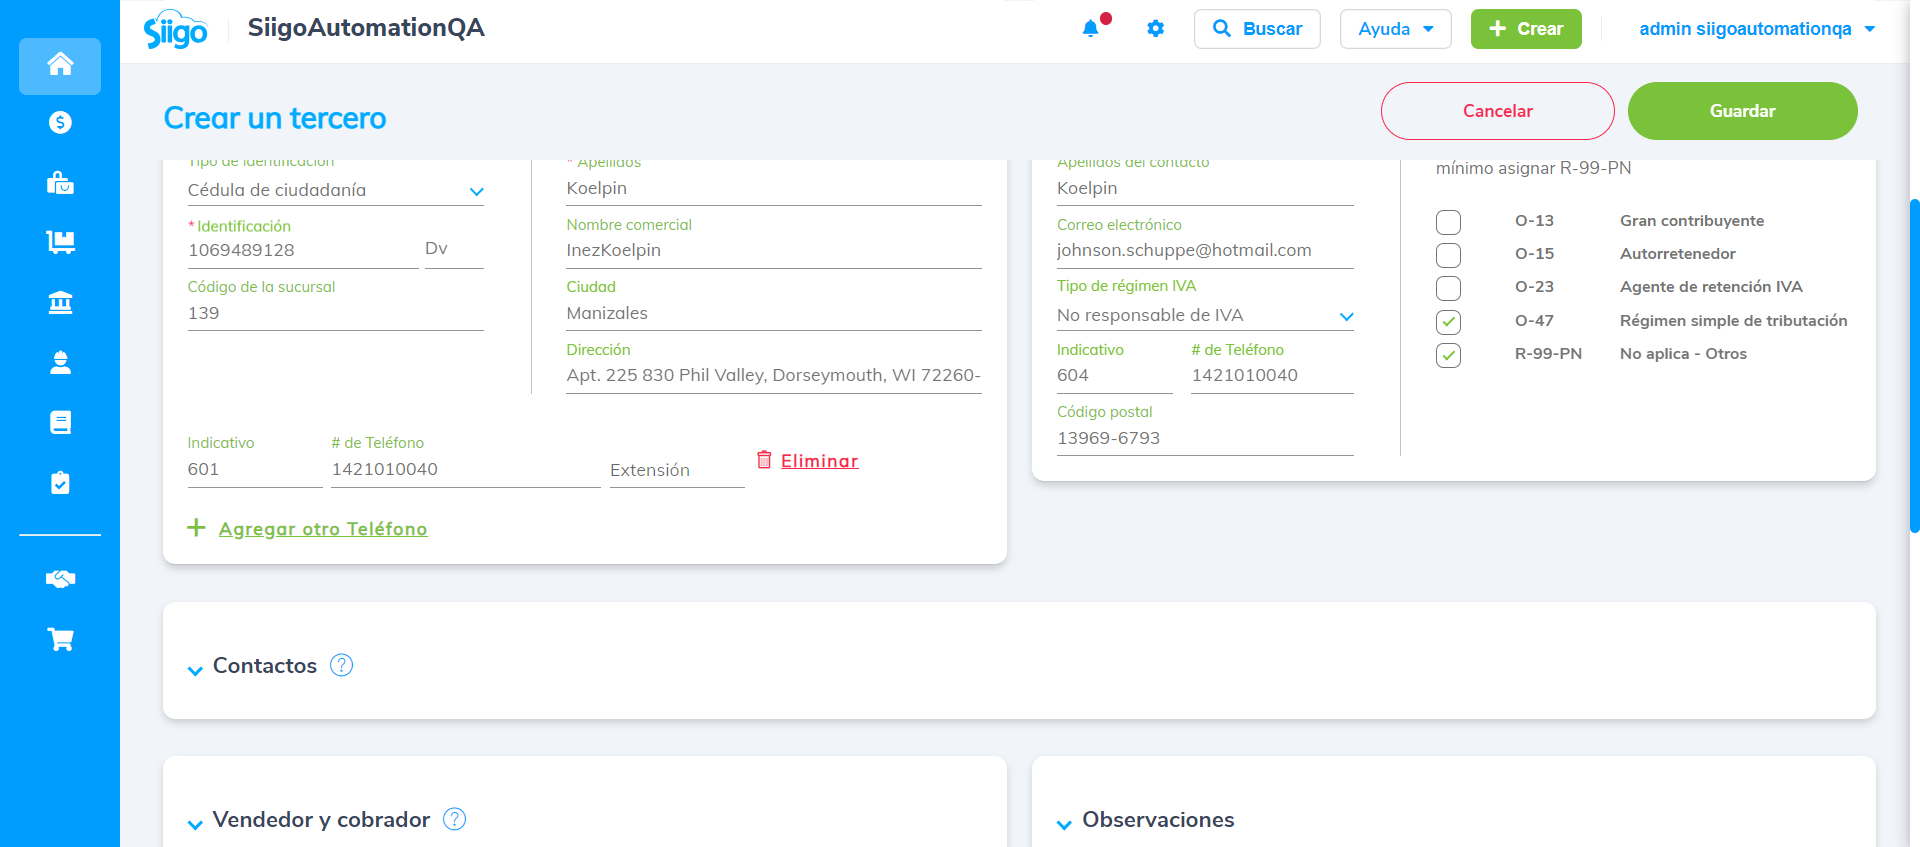 Siigo
SiigoAutomationQA
Buscar
Ayuda
Crear
admin siigoautomationqa
Crear un tercero
Cancelar
Guardar
Tipo de identificación
Cédula de ciudadanía
* Identificación
1069489128
Dv
Código de la sucursal
139
* Apellidos
Koelpin
Nombre comercial
InezKoelpin
Ciudad
Manizales
Dirección
Apt. 225 830 Phil Valley, Dorseymouth, WI 72260-
Indicativo
601
# de Teléfono
1421010040
Extensión
Eliminar
Agregar otro Teléfono
Apellidos del contacto
Koelpin
Correo electrónico
johnson.schuppe@hotmail.com
Tipo de régimen IVA
No responsable de IVA
Indicativo
604
# de Teléfono
1421010040
Código postal
13969-6793
mínimo asignar R-99-PN
O-13 Gran contribuyente
O-15 Autorretenedor
O-23 Agente de retención IVA
O-47 Régimen simple de tributación
R-99-PN No aplica - Otros
Contactos ?
Vendedor y cobrador ?
Observaciones